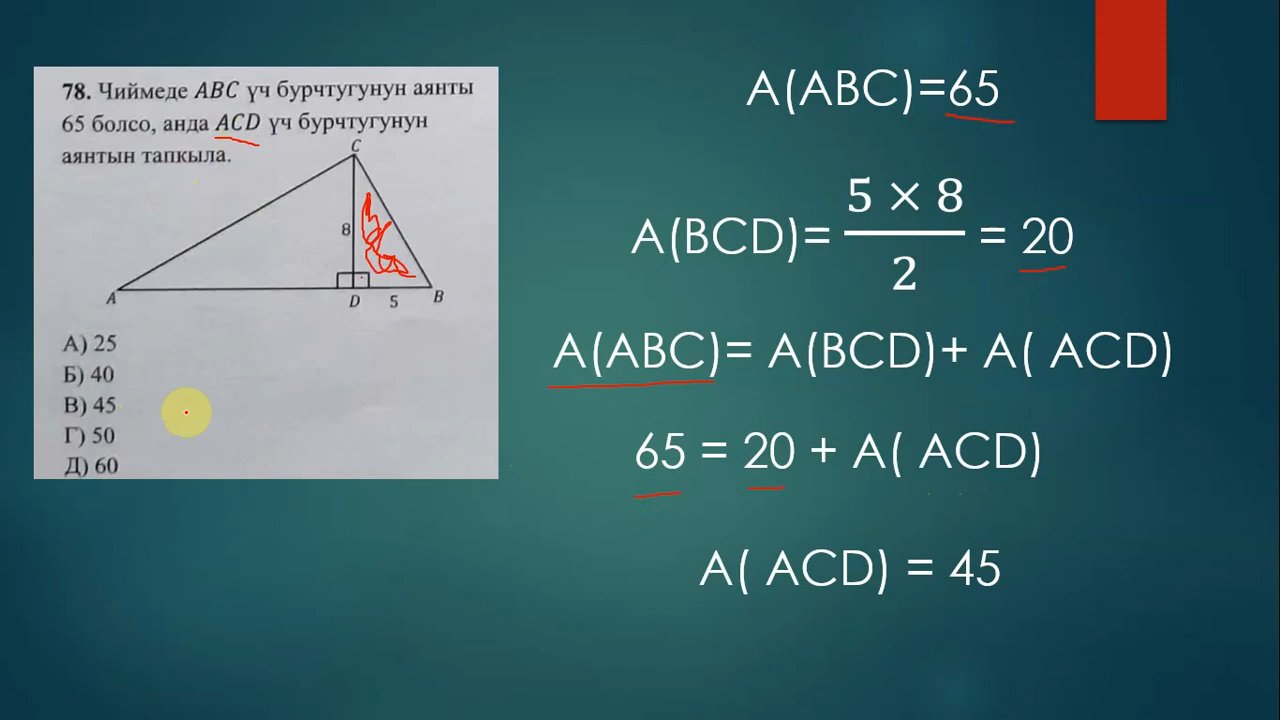 78. Чиймеде ABC үч бурчтугунун аянты
65 болсо, анда ACD үч бурчтугунун
аянтын тапкыла.
C
8
A
D
5
B
А) 25
Б) 40
В) 45
Г) 50
Д) 60
A(ABC)=65
A(BCD)= 5 × 8 / 2 = 20
A(ABC)= A(BCD)+ A( ACD)
65 = 20 + A( ACD)
A( ACD) = 45